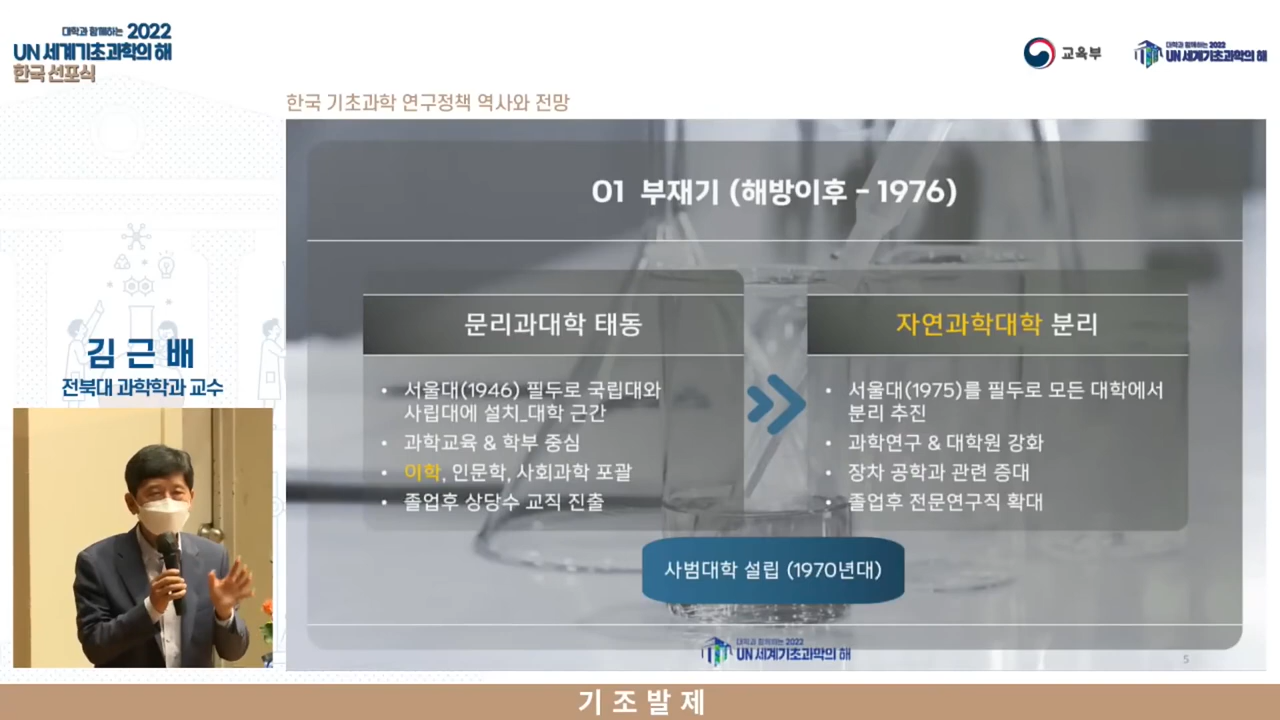 대학과 함께하는 2022
UN 세계기초과학의 해
한국 선포식
교육부
대학과 함께하는 2022
UN 세계기초과학의 해
한국 기초과학 연구정책 역사와 전망
01 부재기 (해방이후 - 1976)
문리과대학 태동
• 서울대(1946) 필두로 국립대와
사립대에 설치_대학 근간
• 과학교육 & 학부 중심
• 이학, 인문학, 사회과학 포괄
• 졸업후 상당수 교직 진출
자연과학대학 분리
• 서울대(1975)를 필두로 모든 대학에서
분리 추진
• 과학연구 & 대학원 강화
• 장차 공학과 관련 증대
• 졸업후 전문연구직 확대
사범대학 설립 (1970년대)
대학과 함께하는 2022
UN 세계기초과학의 해
5
김근배
전북대 과학학과 교수
기조발제